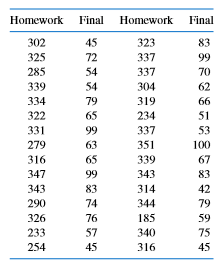 Homework Final Homework Final
302 45 323 83
325 72 337 99
285 54 337 70
339 54 304 62
334 79 319 66
322 65 234 51
331 99 337 53
279 63 351 100
316 65 339 67
347 99 343 83
343 83 314 42
290 74 344 79
326 76 185 59
233 57 340 75
254 45 316 45